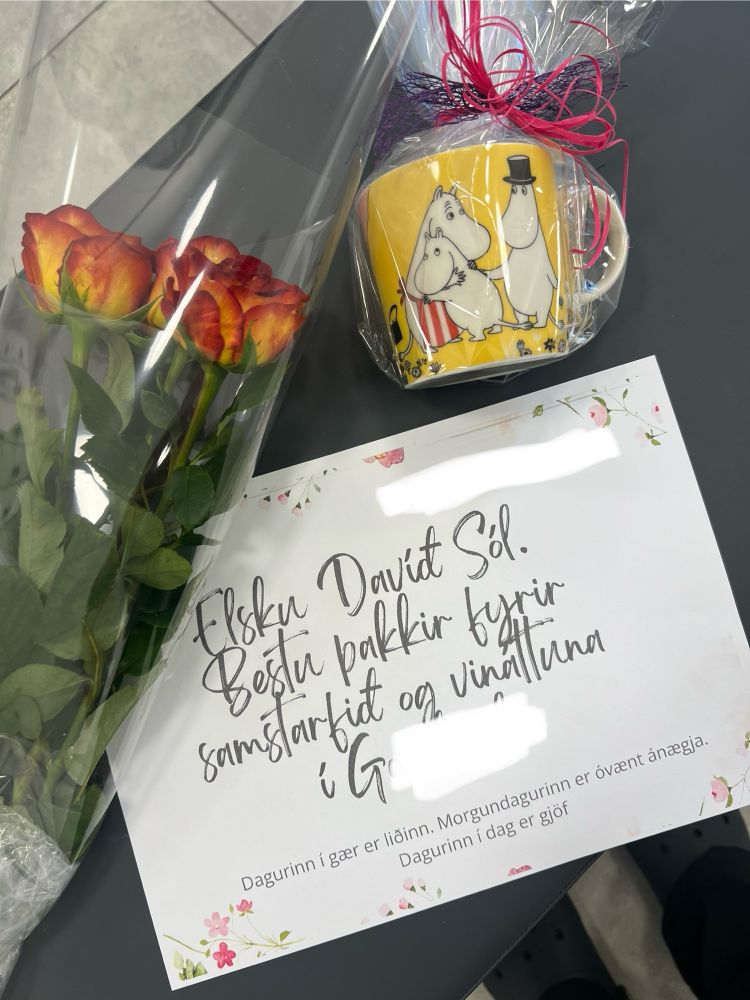 Elsku Davíð Sól.
Bestu þakkir fyrir
samstarfið og vináttuna
í
Dagurinn í gær er liðinn. Morgundagurinn er óvænt ánægja.
Dagurinn í dag er gjöf